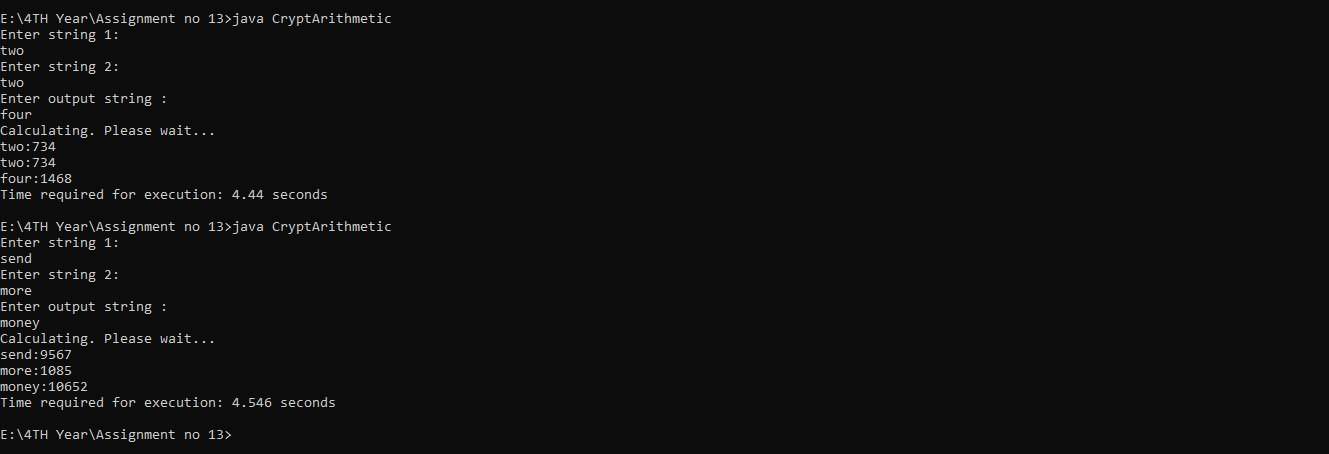 E:\4TH Year\Assignment no 13>java CryptArithmetic
Enter string 1:
two
Enter string 2:
two
Enter output string :
four
Calculating. Please wait...
two:734
two:734
four:1468
Time required for execution: 4.44 seconds
E:\4TH Year\Assignment no 13>java CryptArithmetic
Enter string 1:
send
Enter string 2:
more
Enter output string :
money
Calculating. Please wait...
send:9567
more:1085
money:10652
Time required for execution: 4.546 seconds
E:\4TH Year\Assignment no 13>